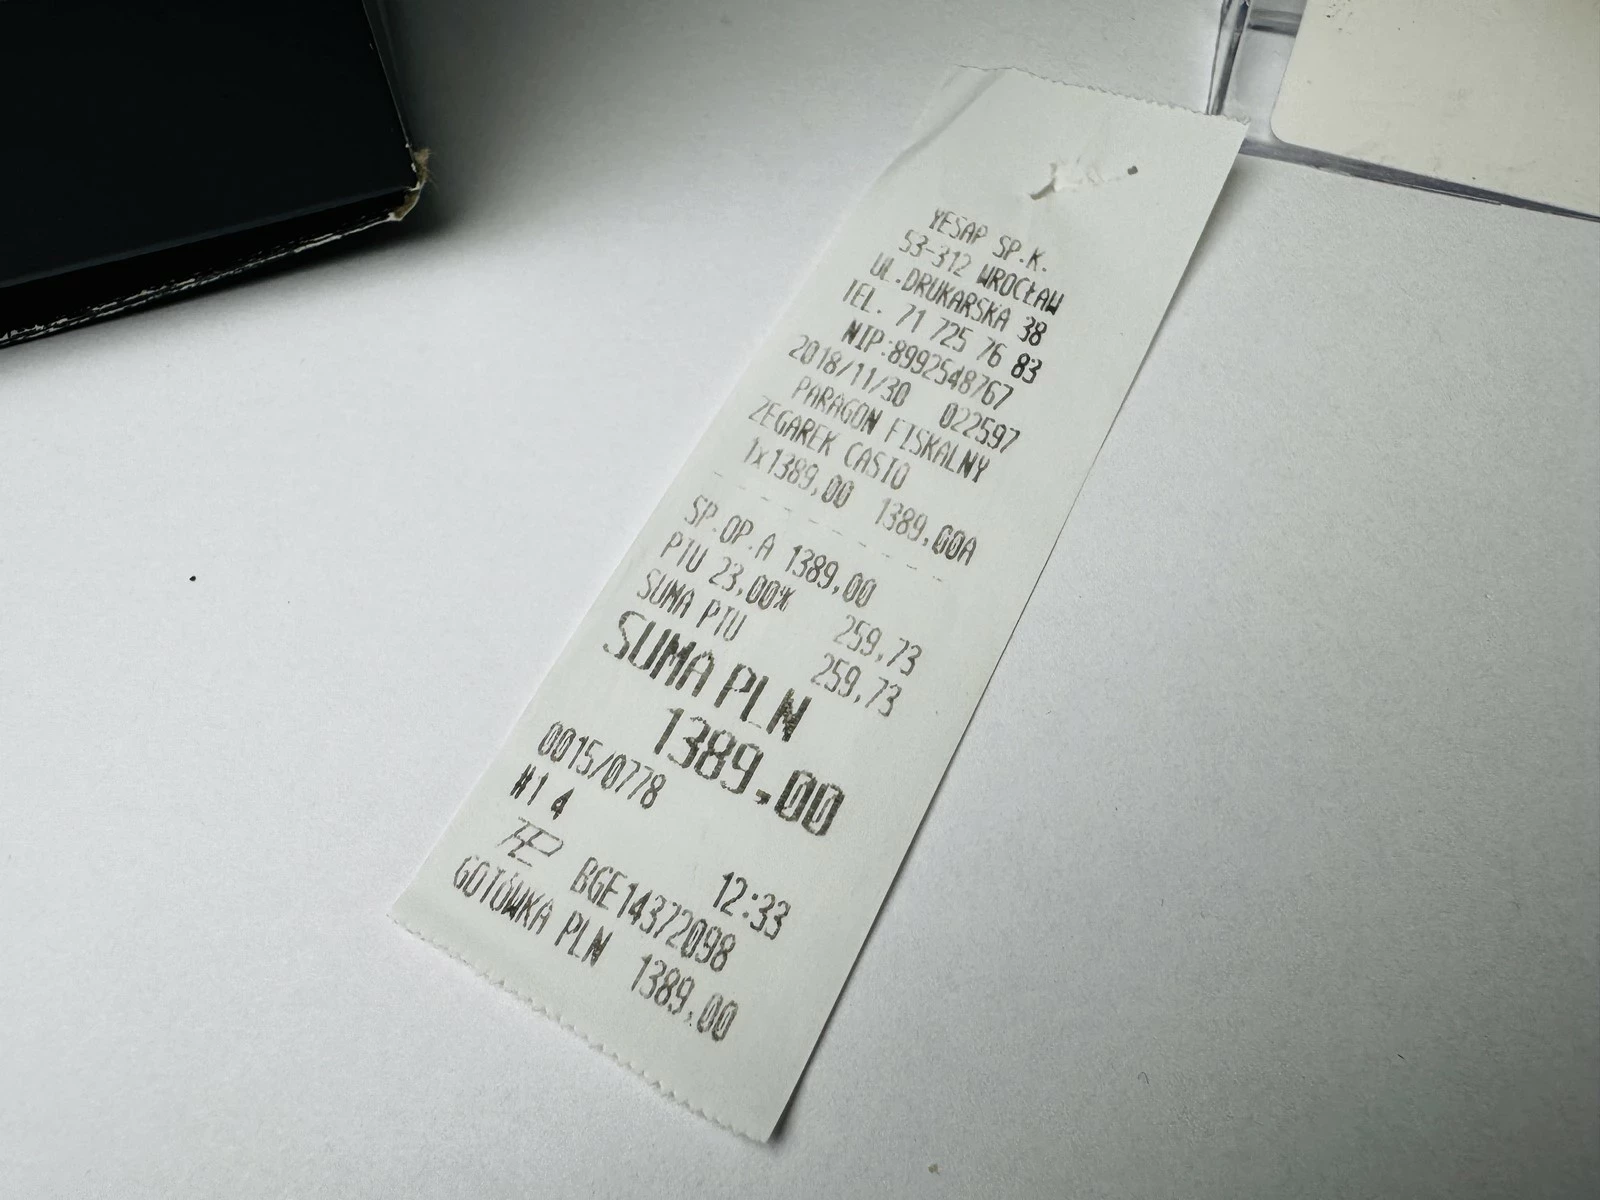 YESAP SP.K.
53-312 WROCŁAW
UL.DRUKARSKA 38
TEL. 71 725 76 83
NIP:8992548767
2018/11/30 022597
PARAGON FISKALNY
ZEGAREK CASIO
1x1389,00 1389,00A
SP.OP.A 1389,00
PTU 23,00% 259,73
SUMA PTU 259,73
SUMA PLN
1389,00
0015/0778
#1 4 12:33
BGE14372098
GOTÓWKA PLN 1389,00